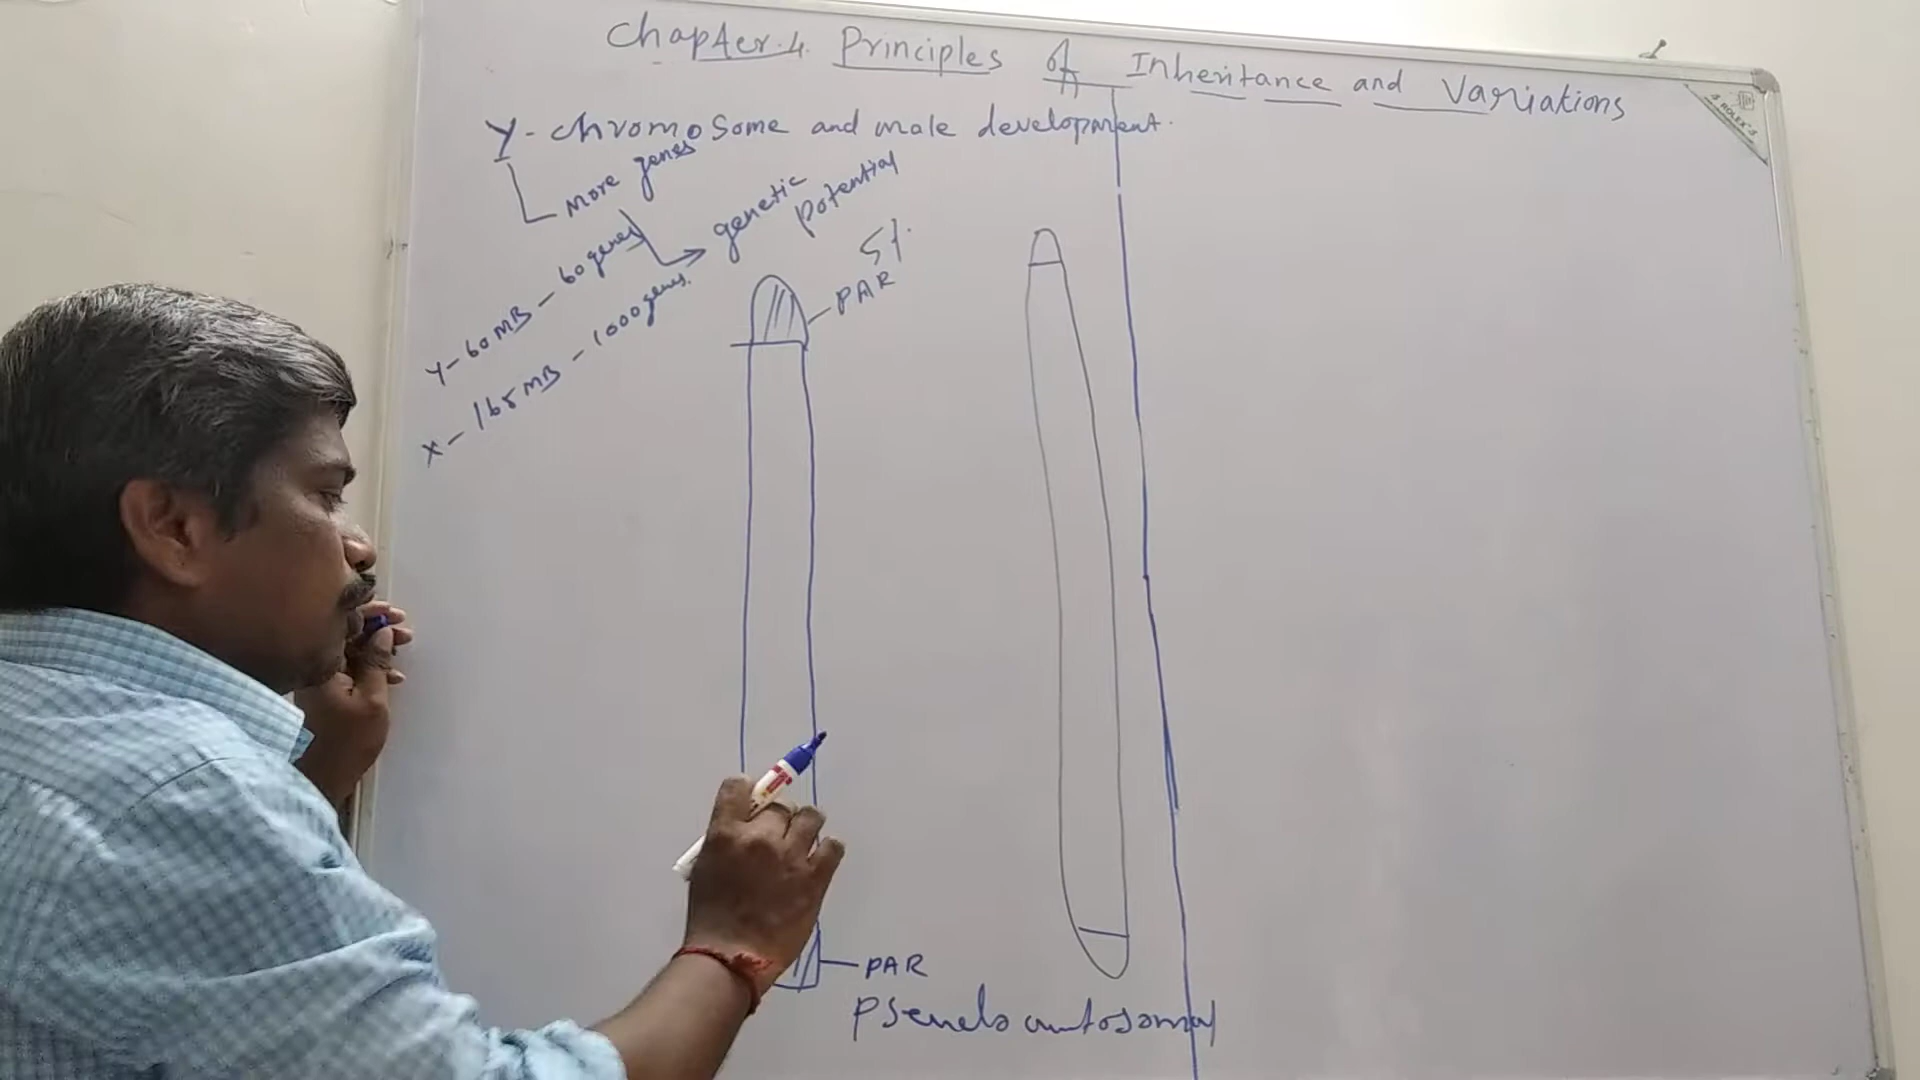 Chapter.4. Principles of Inheritance and Variations
Y-chromosome and male development.
More genes
genetic potential
Y-60MB-60genes
X-165MB-1000genes.
5%
PAR
PAR
Pseudo autosomal